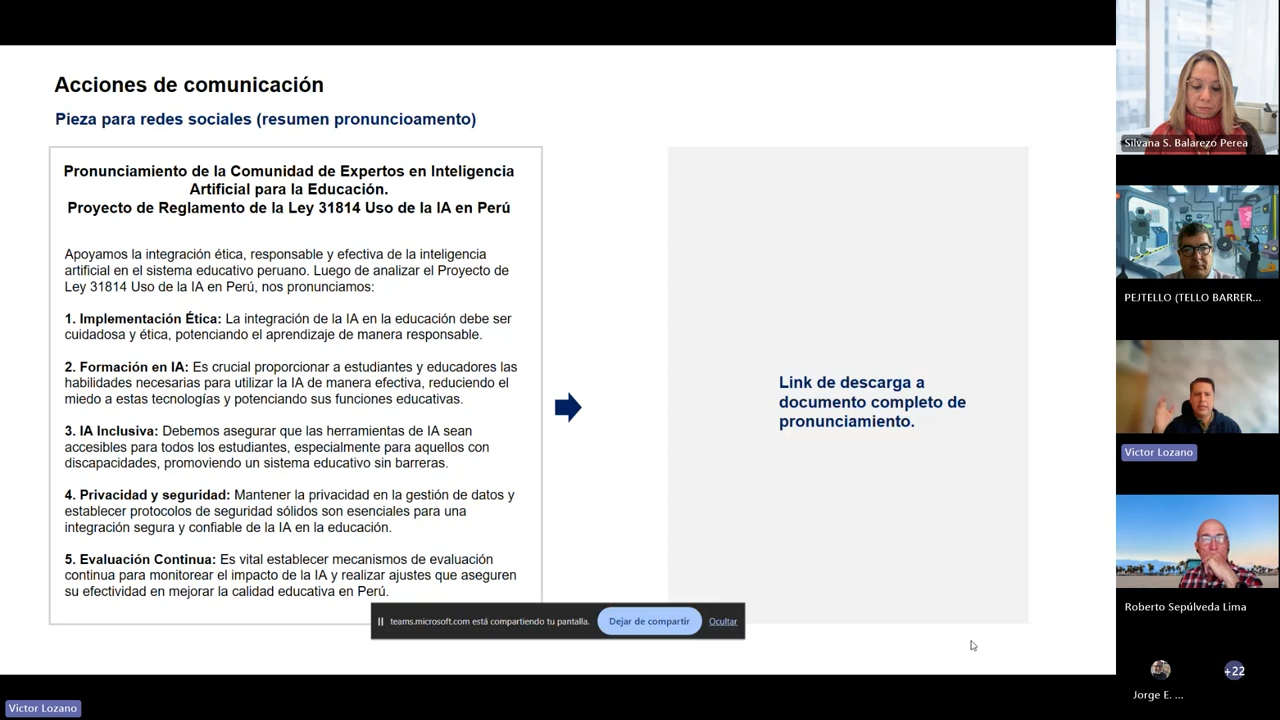 Acciones de comunicación
Pieza para redes sociales (resumen pronuncioamento)
Pronunciamiento de la Comunidad de Expertos en Inteligencia
Artificial para la Educación.
Proyecto de Reglamento de la Ley 31814 Uso de la IA en Perú
Apoyamos la integración ética, responsable y efectiva de la inteligencia
artificial en el sistema educativo peruano. Luego de analizar el Proyecto de
Ley 31814 Uso de la IA en Perú, nos pronunciamos:
1. Implementación Ética: La integración de la IA en la educación debe ser
cuidadosa y ética, potenciando el aprendizaje de manera responsable.
2. Formación en IA: Es crucial proporcionar a estudiantes y educadores las
habilidades necesarias para utilizar la IA de manera efectiva, reduciendo el
miedo a estas tecnologías y potenciando sus funciones educativas.
3. IA Inclusiva: Debemos asegurar que las herramientas de IA sean
accesibles para todos los estudiantes, especialmente para aquellos con
discapacidades, promoviendo un sistema educativo sin barreras.
4. Privacidad y seguridad: Mantener la privacidad en la gestión de datos y
establecer protocolos de seguridad sólidos son esenciales para una
integración segura y confiable de la IA en la educación.
5. Evaluación Continua: Es vital establecer mecanismos de evaluación
continua para monitorear el impacto de la IA y realizar ajustes que aseguren
su efectividad en mejorar la calidad educativa en Perú.
Link de descarga a
documento completo de
pronunciamiento.
teams.microsoft.com está compartiendo tu pantalla.
Dejar de compartir
Ocultar
Silvana S. Balarezo Perea
PEJTELLO (TELLO BARRER...
Victor Lozano
Roberto Sepúlveda Lima
Jorge E. ...
+22
Victor Lozano